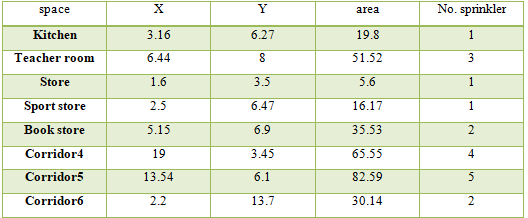 space X Y area No. sprinkler
Kitchen 3.16 6.27 19.8 1
Teacher room 6.44 8 51.52 3
Store 1.6 3.5 5.6 1
Sport store 2.5 6.47 16.17 1
Book store 5.15 6.9 35.53 2
Corridor4 19 3.45 65.55 4
Corridor5 13.54 6.1 82.59 5
Corridor6 2.2 13.7 30.14 2